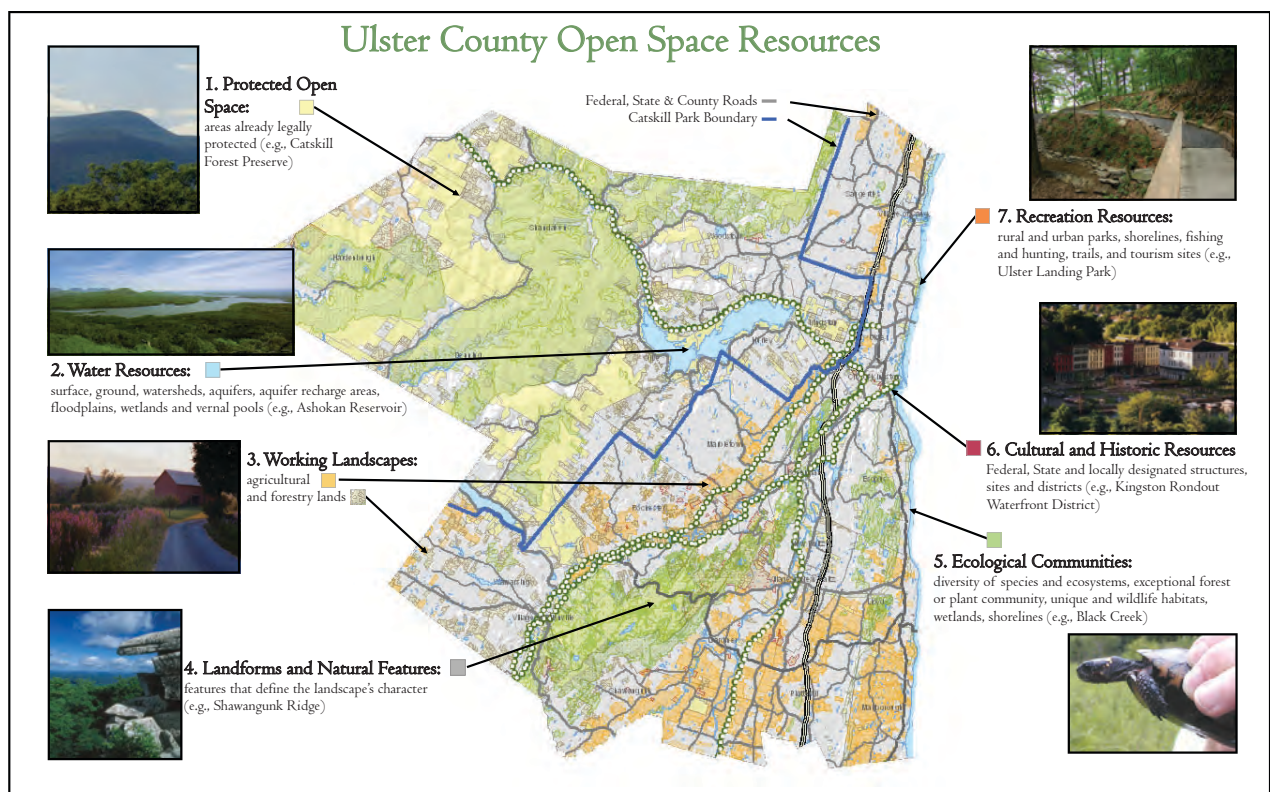 Ulster County Open Space Resources
1. Protected Open
Space:
areas already legally
protected (e.g., Catskill
Forest Preserve)
Federal, State & County Roads
Catskill Park Boundary
7. Recreation Resources:
rural and urban parks, shorelines, fishing
and hunting, trails, and tourism sites (e.g.,
Ulster Landing Park)
2. Water Resources:
surface, ground, watersheds, aquifers, aquifer recharge areas,
floodplains, wetlands and vernal pools (e.g., Ashokan Reservoir)
3. Working Landscapes:
agricultural
and forestry lands
6. Cultural and Historic Resources
Federal, State and locally designated structures,
sites and districts (e.g., Kingston Rondout
Waterfront District)
5. Ecological Communities:
diversity of species and ecosystems, exceptional forest
or plant community, unique and wildlife habitats,
wetlands, shorelines (e.g., Black Creek)
4. Landforms and Natural Features:
features that define the landscape's character
(e.g., Shawangunk Ridge)